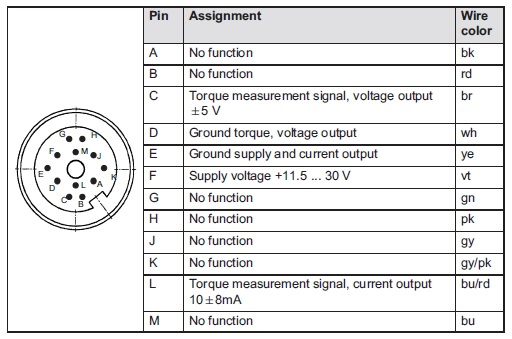 Pin Assignment Wire color
A No function bk
B No function rd
C Torque measurement signal, voltage output ±5 V br
D Ground torque, voltage output wh
E Ground supply and current output ye
F Supply voltage +11.5 ... 30 V vt
G No function gn
H No function pk
J No function gy
K No function gy/pk
L Torque measurement signal, current output 10±8mA bu/rd
M No function bu
G H
F M J
E K
D L A
C B